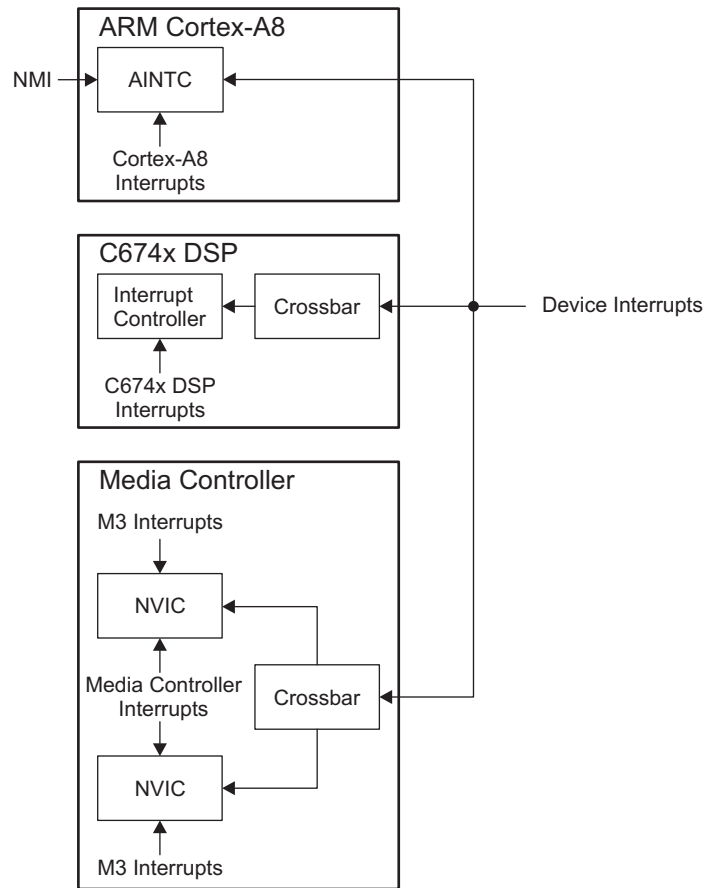 ARM Cortex-A8
NMI
AINTC
Cortex-A8
Interrupts
C674x DSP
Interrupt
Controller
Crossbar
Device Interrupts
C674x DSP
Interrupts
Media Controller
M3 Interrupts
NVIC
Media Controller
Interrupts
Crossbar
NVIC
M3 Interrupts